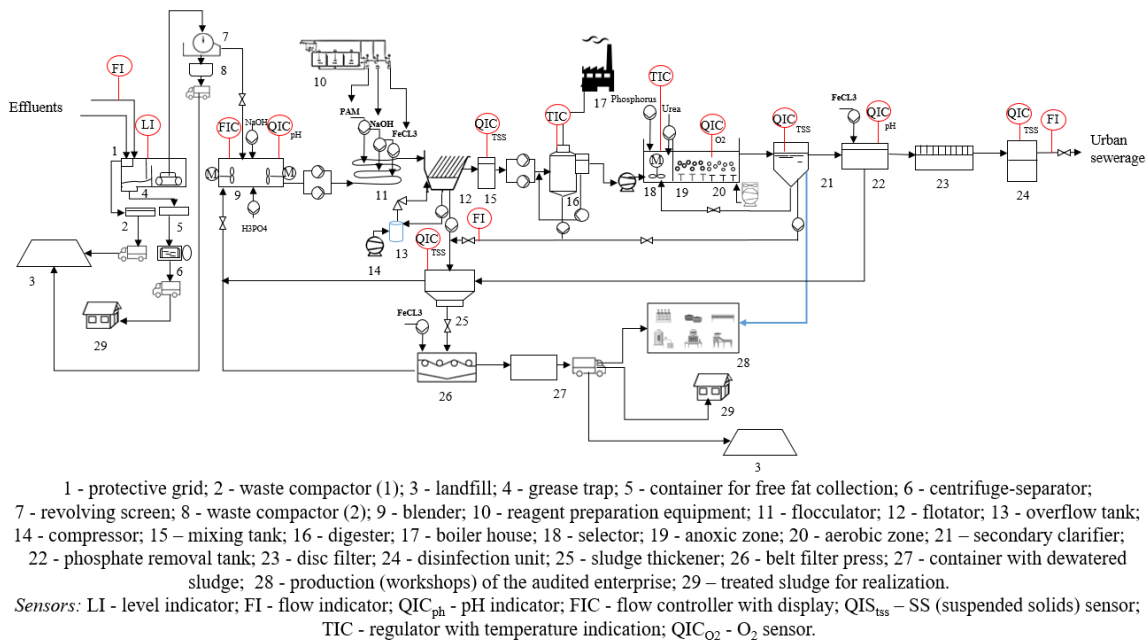 7
FI
8
10
TIC
17
Phosphorus
Urea
TIC
FeCL3
Effluents
LI
FIC
NaOH
QIC
pH
PAM
NaOH
FeCL3
QIC
TSS
QIC
O2
QIC
TSS
QIC
pH
QIC
TSS
FI
Urban
sewerage
1
4
M
M
9
11
12
15
16
M
18
19
20
21
22
23
24
2
5
H3PO4
FI
13
14
QIC
TSS
3
6
25
FeCL3
29
26
27
28
29
3
1 - protective grid; 2 - waste compactor (1); 3 - landfill; 4 - grease trap; 5 - container for free fat collection; 6 - centrifuge-separator;
7 - revolving screen; 8 - waste compactor (2); 9 - blender; 10 - reagent preparation equipment; 11 - flocculator; 12 - flotator; 13 - overflow tank;
14 - compressor; 15 – mixing tank; 16 - digester; 17 - boiler house; 18 - selector; 19 - anoxic zone; 20 - aerobic zone; 21 – secondary clarifier;
22 - phosphate removal tank; 23 - disc filter; 24 - disinfection unit; 25 - sludge thickener; 26 - belt filter press; 27 - container with dewatered
sludge; 28 - production (workshops) of the audited enterprise; 29 – treated sludge for realization.
Sensors: LI - level indicator; FI - flow indicator; QICph - pH indicator; FIC - flow controller with display; QIStss – SS (suspended solids) sensor;
TIC - regulator with temperature indication; QICO2 - O2 sensor.